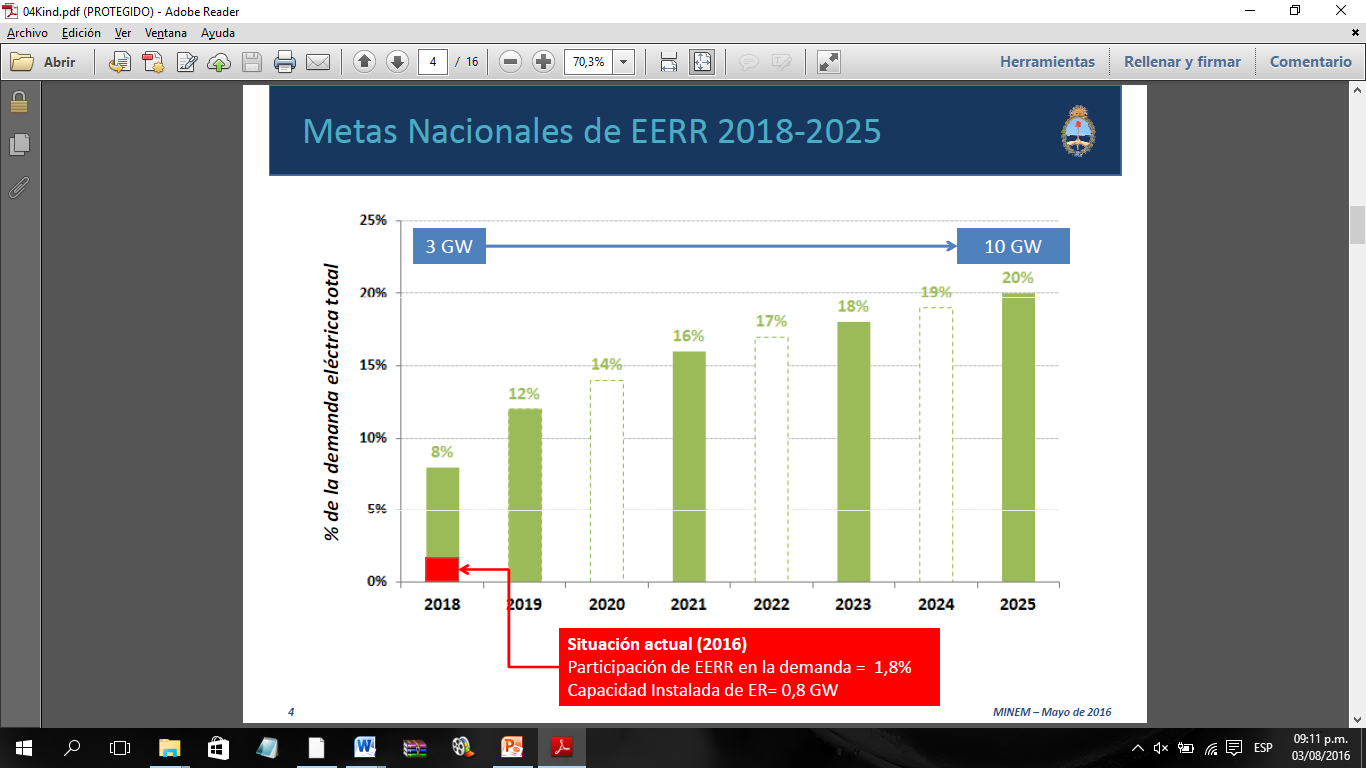 04Kind.pdf (PROTEGIDO) - Adobe Reader
Archivo Edición Ver Ventana Ayuda
Abrir 4 / 16 70,3% Herramientas Rellenar y firmar Comentario
Metas Nacionales de EERR 2018-2025
% de la demanda eléctrica total
25%
20%
15%
10%
5%
0%
3 GW 10 GW
8% 12% 14% 16% 17% 18% 19% 20%
2018 2019 2020 2021 2022 2023 2024 2025
Situación actual (2016)
Participación de EERR en la demanda = 1,8%
Capacidad Instalada de ER= 0,8 GW
4 MINEM – Mayo de 2016
ESP 09:11 p.m.
03/08/2016